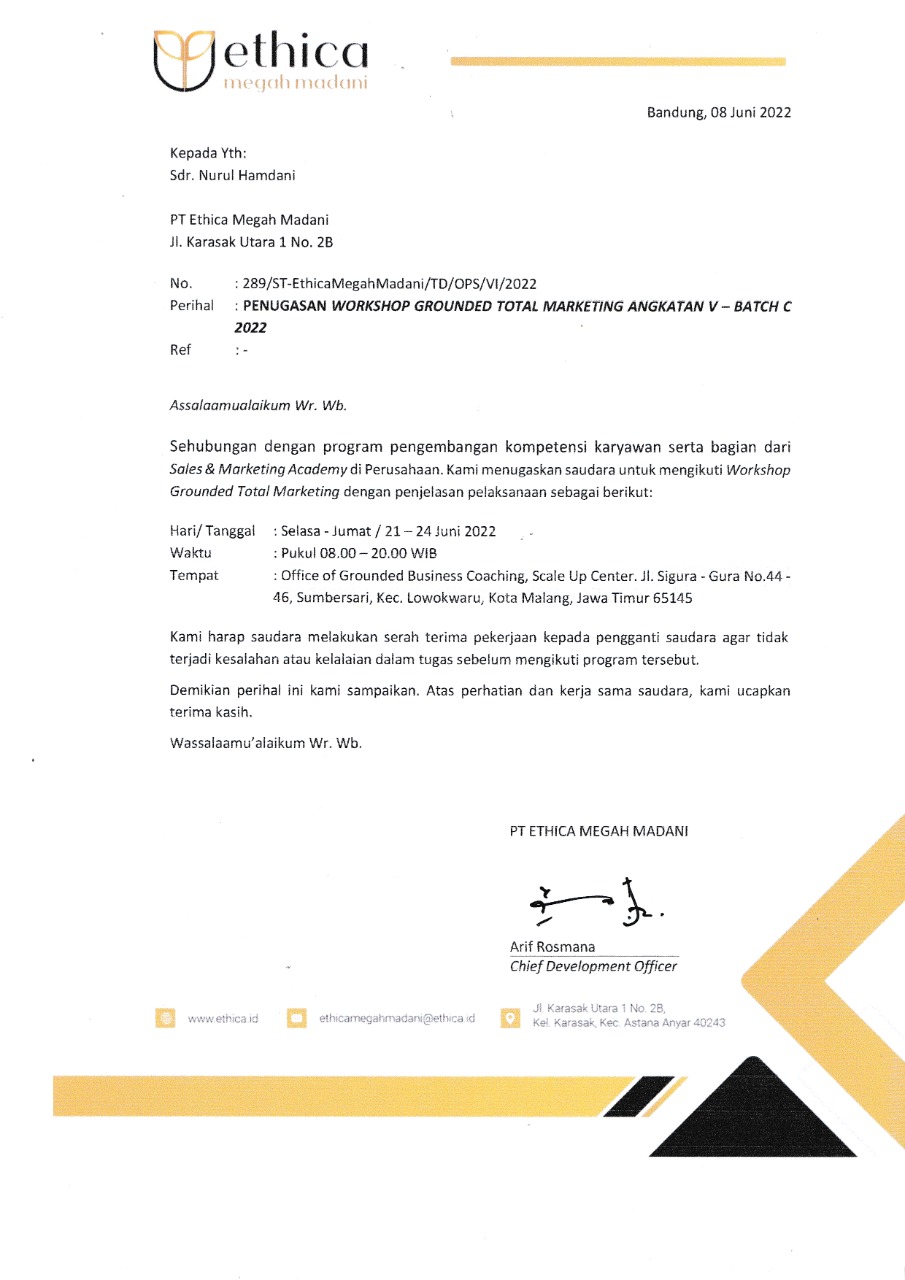 ethica
megah madani
Bandung, 08 Juni 2022
Kepada Yth:
Sdr. Nurul Hamdani
PT Ethica Megah Madani
Jl. Karasak Utara 1 No. 2B
No. : 289/ST-EthicaMegahMadani/TD/OPS/VI/2022
Perihal : PENUGASAN WORKSHOP GROUNDED TOTAL MARKETING ANGKATAN V – BATCH C
2022
Ref : -
Assalaamualaikum Wr. Wb.
Sehubungan dengan program pengembangan kompetensi karyawan serta bagian dari
Sales & Marketing Academy di Perusahaan. Kami menugaskan saudara untuk mengikuti Workshop
Grounded Total Marketing dengan penjelasan pelaksanaan sebagai berikut:
Hari/ Tanggal : Selasa - Jumat / 21 – 24 Juni 2022
Waktu : Pukul 08.00 – 20.00 WIB
Tempat : Office of Grounded Business Coaching, Scale Up Center. Jl. Sigura - Gura No.44 -
46, Sumbersari, Kec. Lowokwaru, Kota Malang, Jawa Timur 65145
Kami harap saudara melakukan serah terima pekerjaan kepada pengganti saudara agar tidak
terjadi kesalahan atau kelalaian dalam tugas sebelum mengikuti program tersebut.
Demikian perihal ini kami sampaikan. Atas perhatian dan kerja sama saudara, kami ucapkan
terima kasih.
Wassalaamu'alaikum Wr. Wb.
PT ETHICA MEGAH MADANI
Arif Rosmana
Chief Development Officer
www.ethica.id
ethicamegahmadani@ethica.id
Jl. Karasak Utara 1 No. 2B,
Kel. Karasak, Kec. Astana Anyar 40243